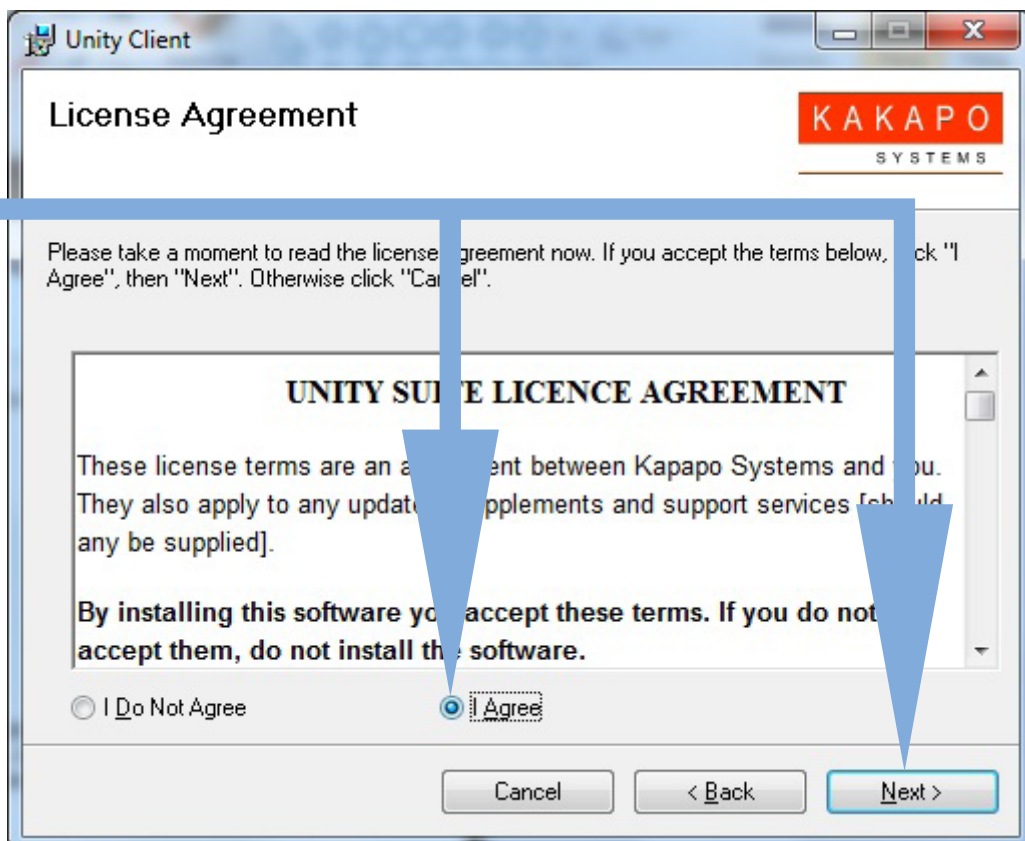 Unity Client
License Agreement
KAKAPO
SYSTEMS
Please take a moment to read the license agreement now. If you accept the terms below, click "I
Agree", then "Next". Otherwise click "Cancel".
UNITY SUITE LICENCE AGREEMENT
These license terms are an agreement between Kapapo Systems and you.
They also apply to any updates, supplements and support services [should
any be supplied].
By installing this software you accept these terms. If you do not
accept them, do not install the software.
I Do Not Agree
I Agree
Cancel
< Back
Next >